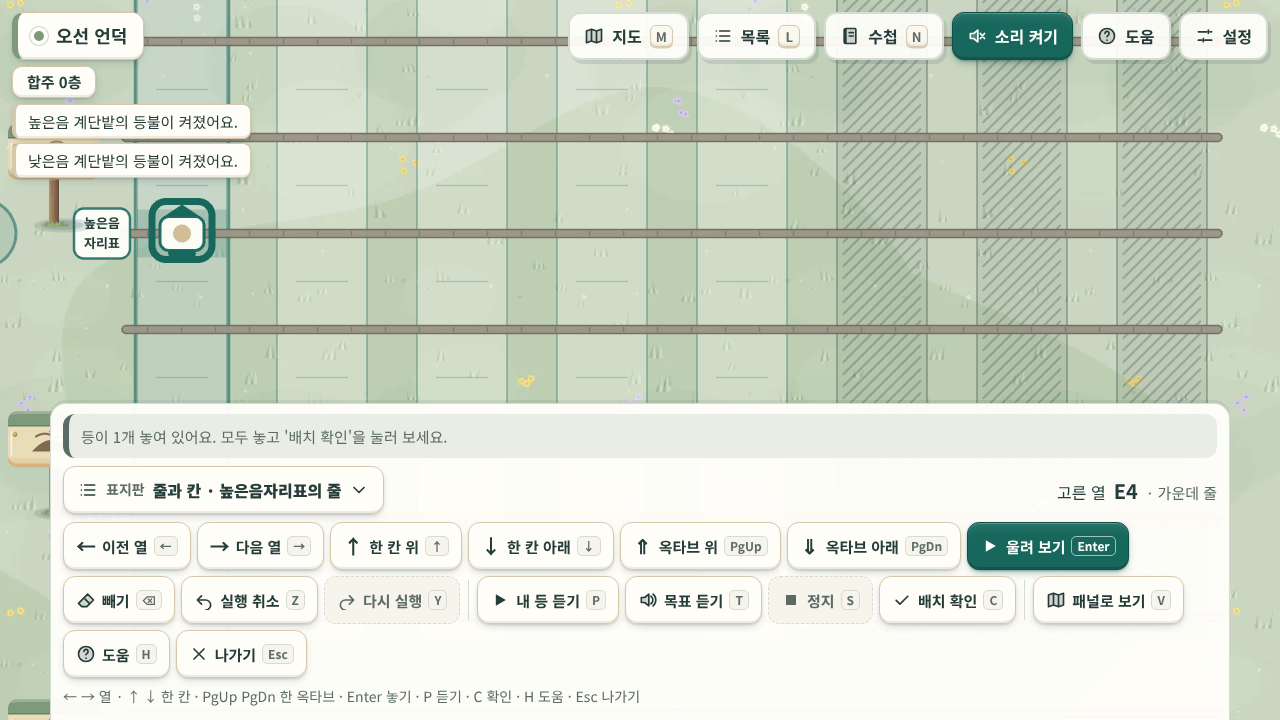 오선 언덕
지도 M
목록 L
수첩 N
소리 켜기
도움
설정
합주 0층
높은음 계단밭의 등불이 켜졌어요.
낮은음 계단밭의 등불이 켜졌어요.
높은음
자리표
등이 1개 놓여 있어요. 모두 놓고 '배치 확인'을 눌러 보세요.
표지판 줄과 칸 · 높은음자리표의 줄
고른 열 E4 · 가운데 줄
← 이전 열 ←
→ 다음 열 →
↑ 한 칸 위 ↑
↓ 한 칸 아래 ↓
⇑ 옥타브 위 PgUp
⇓ 옥타브 아래 PgDn
울려 보기 Enter
빼기 ⌫
실행 취소 Z
다시 실행 Y
내 등 듣기 P
목표 듣기 T
정지 S
배치 확인 C
패널로 보기 V
도움 H
나가기 Esc
← → 열 · ↑ ↓ 한 칸 · PgUp PgDn 한 옥타브 · Enter 놓기 · P 듣기 · C 확인 · H 도움 · Esc 나가기